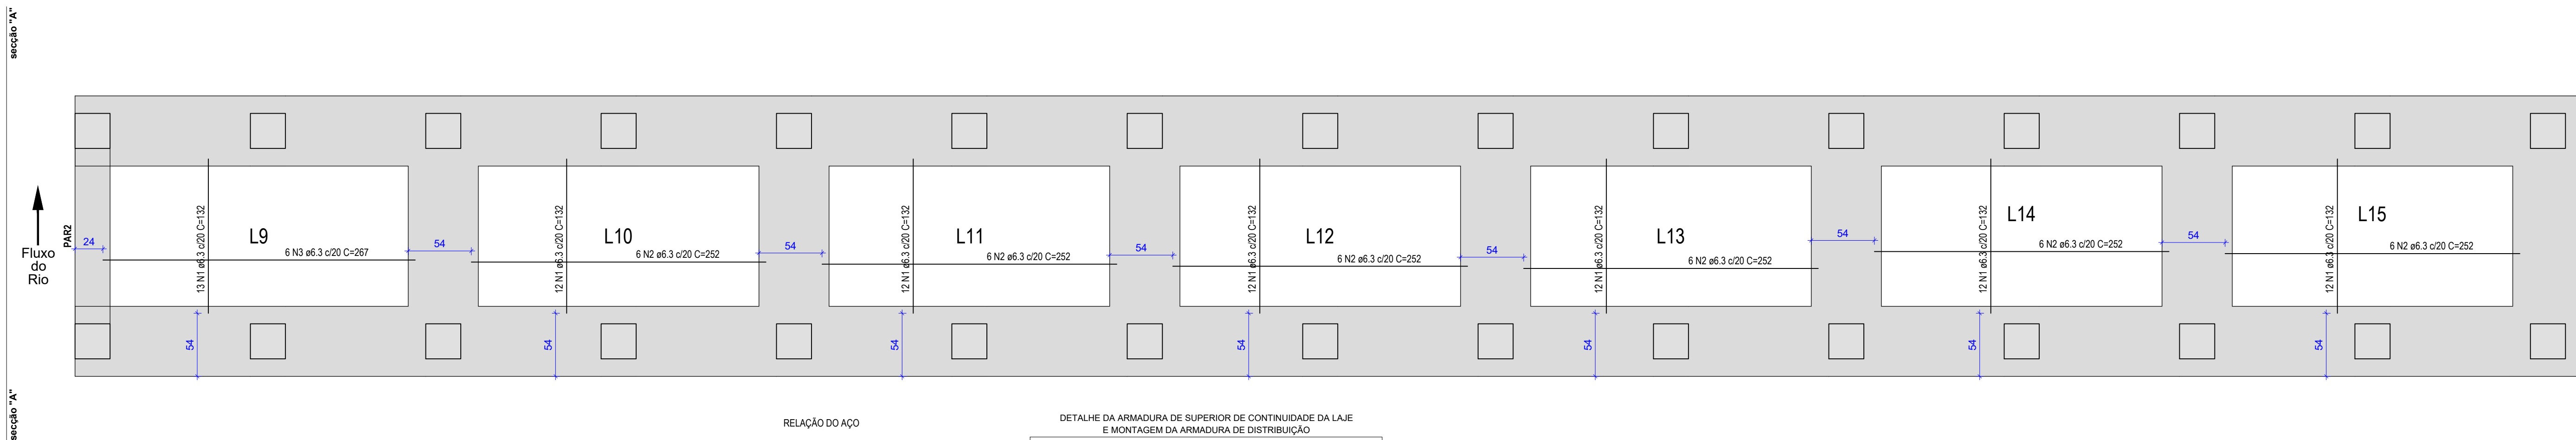 secção "A"
PAR2
24
Fluxo
do
Rio
13 N1 ø6.3 c/20 C=132
L9
6 N3 ø6.3 c/20 C=267
54
54
12 N1 ø6.3 c/20 C=132
L10
6 N2 ø6.3 c/20 C=252
54
54
12 N1 ø6.3 c/20 C=132
L11
6 N2 ø6.3 c/20 C=252
54
54
12 N1 ø6.3 c/20 C=132
L12
6 N2 ø6.3 c/20 C=252
54
54
12 N1 ø6.3 c/20 C=132
L13
6 N2 ø6.3 c/20 C=252
54
54
12 N1 ø6.3 c/20 C=132
L14
6 N2 ø6.3 c/20 C=252
54
54
12 N1 ø6.3 c/20 C=132
L15
6 N2 ø6.3 c/20 C=252
54
secção "A"
RELAÇÃO DO AÇO
DETALHE DA ARMADURA DE SUPERIOR DE CONTINUIDADE DA LAJE
E MONTAGEM DA ARMADURA DE DISTRIBUIÇÃO